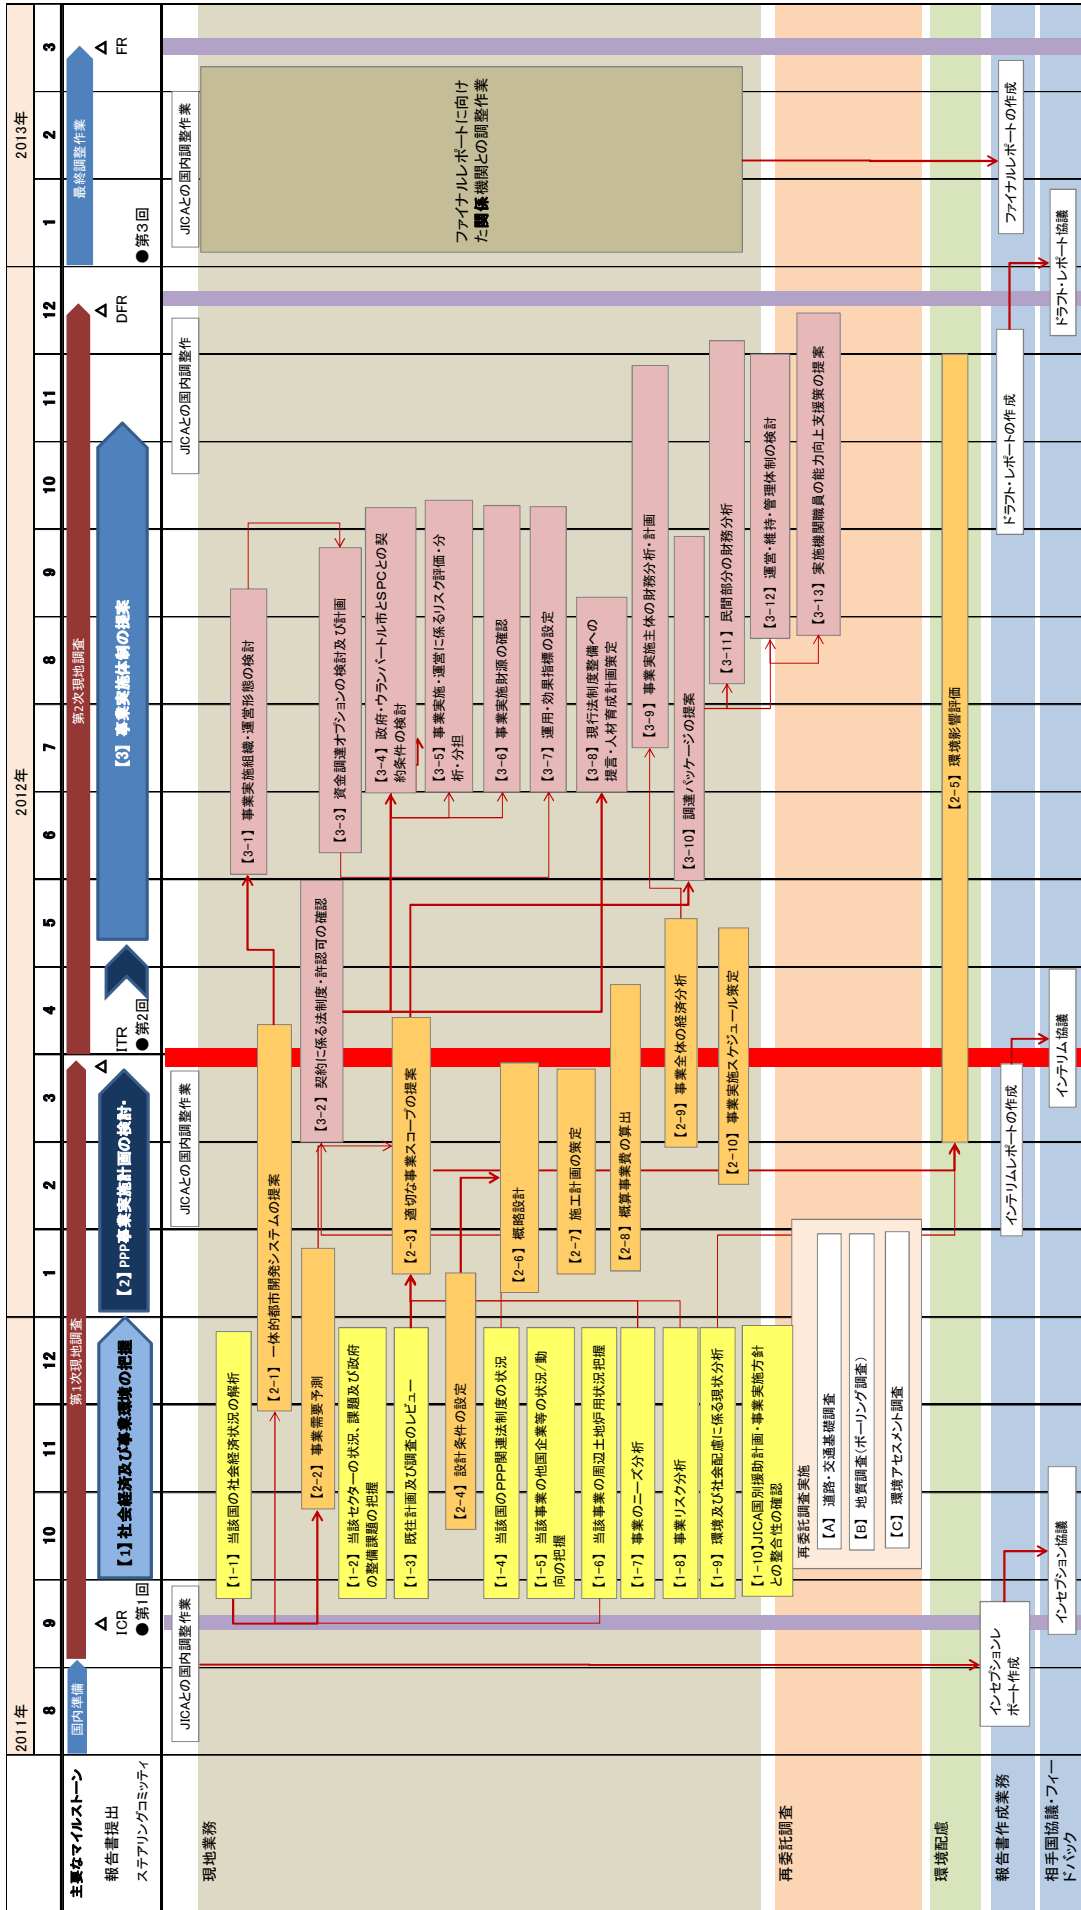 2011年
2012年
2013年
8
9
10
11
12
1
2
3
4
5
6
7
8
9
10
11
12
1
2
3
主要なマイルストーン
国内準備
第1次現地調査
第2次現地調査
最終調整作業
【1】社会経済及び事業環境の把握
【2】PPP事業実施計画の検討・
【3】事業実施体制の提案
報告書提出
ステアリングコミッティ
△
ICR
●第1回
△
ITR
●第2回
△
DFR
●第3回
△
FR
JICAとの国内調整作業
JICAとの国内調整作業
JICAとの国内調整作
JICAとの国内調整作業
現地業務
【1-1】当該国の社会経済状況の解析
【2-1】一体的都市開発システムの提案
【3-1】事業実施組織・運営形態の検討
【2-2】事業需要予測
【3-2】契約に係る法制度・許認可の確認
【3-3】資金調達オプションの検討及び計画
【1-2】当該セクターの状況、課題及び政府
の整備課題の把握
【3-4】政府・ウランバートル市とSPCとの契
約条件の検討
【1-3】既往計画及び調査のレビュー
【2-3】適切な事業スコープの提案
【3-5】事業実施・運営に係るリスク評価・分
析・分担
【2-4】設計条件の設定
【1-4】当該国のPPP関連法制度の状況
【2-6】概略設計
【3-6】事業実施財源の確認
【1-5】当該事業の他国企業等の状況/動
向の把握
【2-7】施工計画の策定
【3-7】運用・効果指標の設定
【1-6】当該事業の周辺土地炉用状況把握
【2-8】概算事業費の算出
【3-8】現行法制度整備への
提言・人材育成計画策定
【1-7】事業のニーズ分析
【3-9】事業実施主体の財務分析・計画
【1-8】事業リスク分析
【2-9】事業全体の経済分析
【3-10】調達パッケージの提案
【1-9】環境及び社会配慮に係る現状分析
【2-10】事業実施スケジュール策定
【3-11】民間部分の財務分析
【1-10】JICA国別援助計画・事業実施方針
との整合性の確認
【3-12】運営・維持・管理体制の検討
【3-13】実施機関職員の能力向上支援策の提案
ファイナルレポートに向け
た関係機関との調整作業
再委託調査
再委託調査実施
【A】 道路・交通基礎調査
【B】 地質調査(ボーリング調査)
【C】 環境アセスメント調査
環境配慮
【2-5】環境影響評価
報告書作成業務
インセプションレ
ポート作成
インテリムレポートの作成
ドラフト・レポートの作成
ファイナルレポートの作成
相手国協議・フィー
ドバック
インセプション協議
インテリム協議
ドラフト・レポート協議